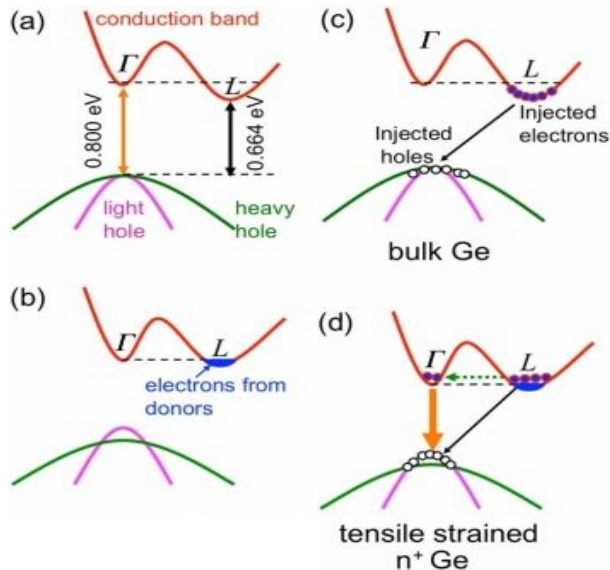 (a)
conduction band
Γ
L
0.800 eV
0.664 eV
light
hole
heavy
hole
(b)
Γ
L
electrons from
donors
(c)
Γ
L
Injected
holes
Injected
electrons
bulk Ge
(d)
Γ
L
tensile strained
n⁺ Ge